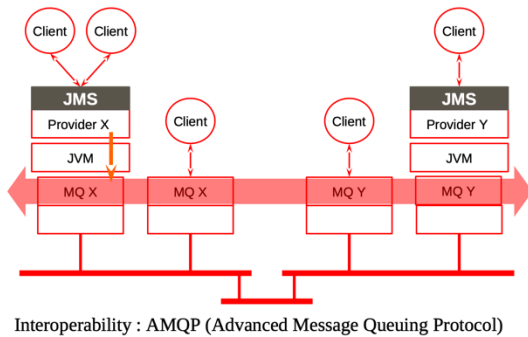 Client
Client
Client
JMS
JMS
Provider X
Provider Y
Client
Client
JVM
JVM
MQ X
MQ X
MQ Y
MQ Y
Interoperability : AMQP (Advanced Message Queuing Protocol)